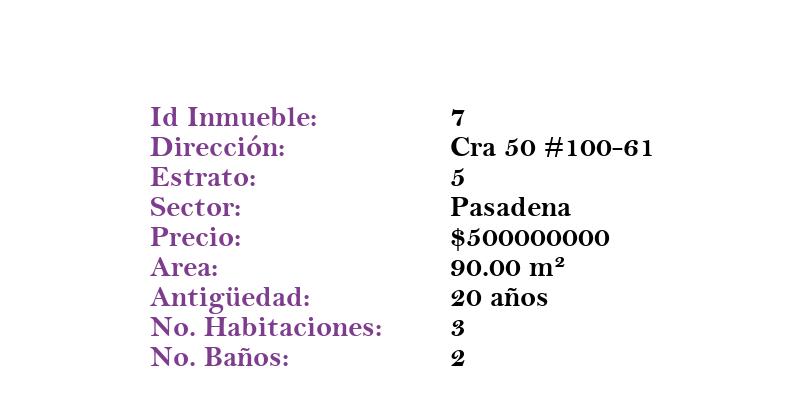 Id Inmueble: 7
Dirección: Cra 50 #100-61
Estrato: 5
Sector: Pasadena
Precio: $500000000
Area: 90.00 m²
Antigüedad: 20 años
No. Habitaciones: 3
No. Baños: 2